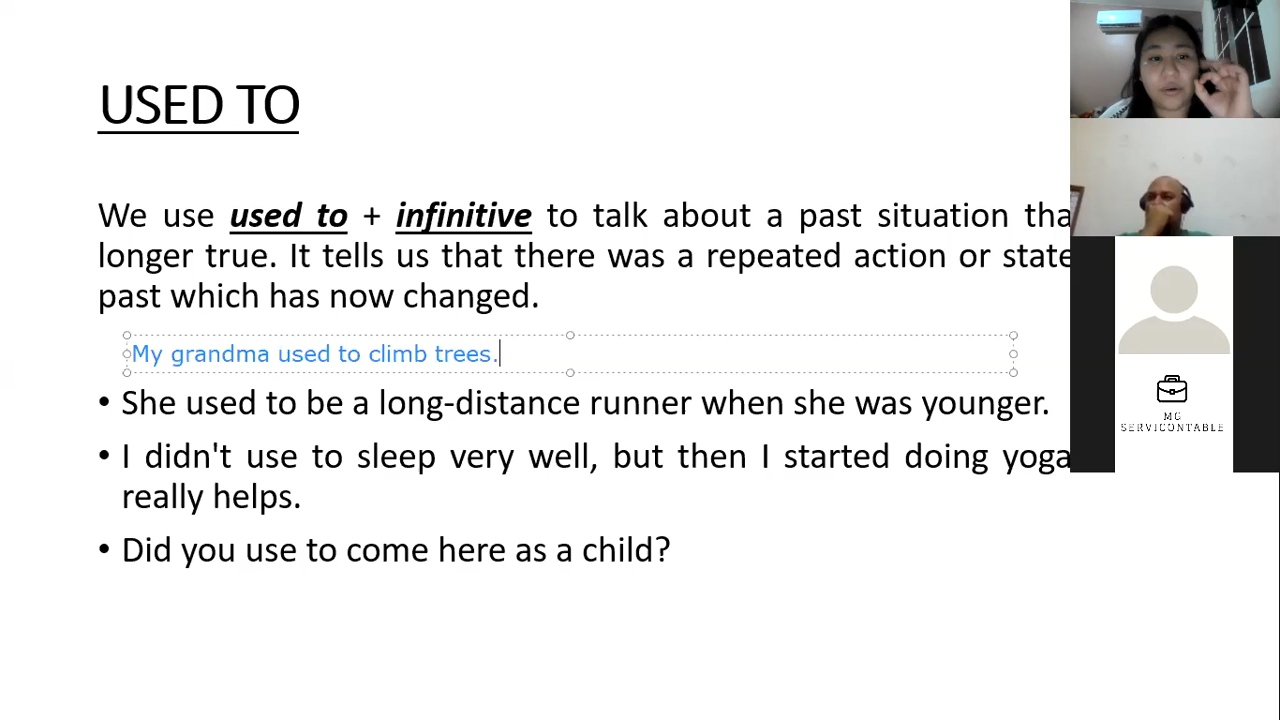 USED TO
We use used to + infinitive to talk about a past situation tha
longer true. It tells us that there was a repeated action or state
past which has now changed.
My grandma used to climb trees.
• She used to be a long-distance runner when she was younger.
• I didn't use to sleep very well, but then I started doing yoga
really helps.
• Did you use to come here as a child?
MG
SERVICONTABLE